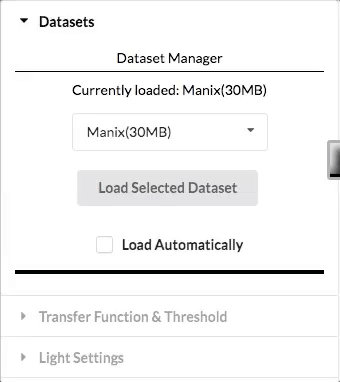 Datasets
Dataset Manager
Currently loaded: Manix(30MB)
Manix(30MB)
Load Selected Dataset
Load Automatically
Transfer Function & Threshold
Light Settings